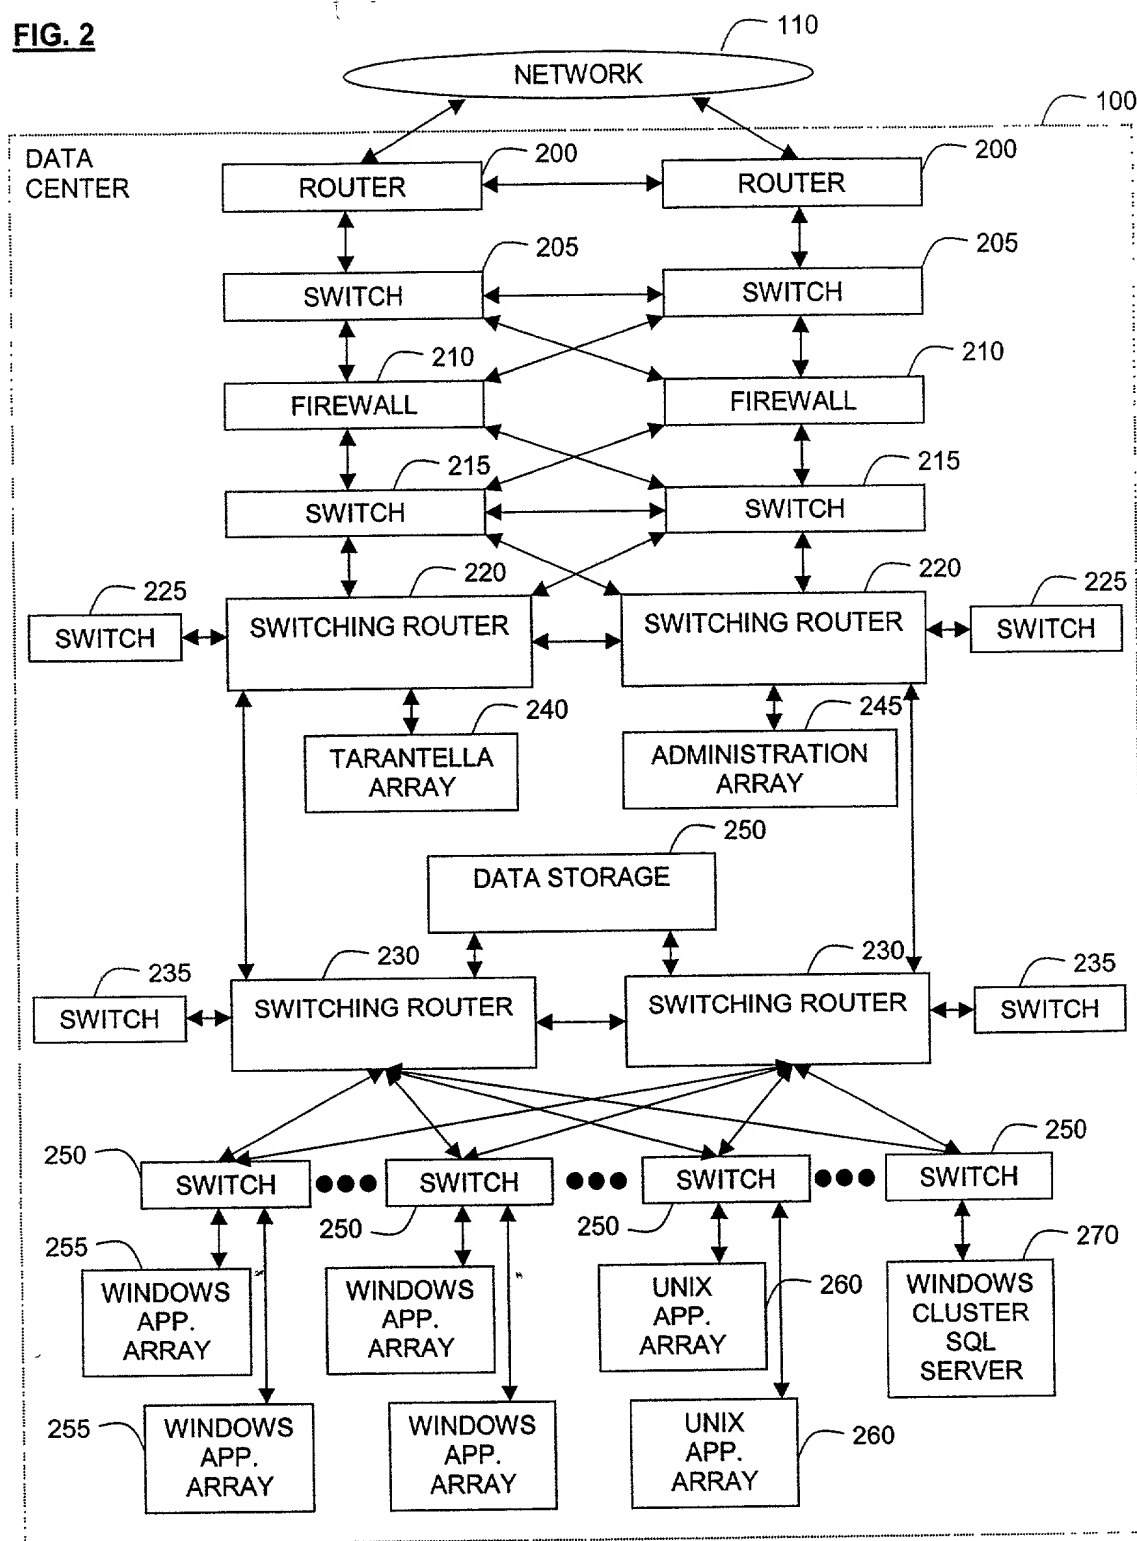 FIG. 2
110
NETWORK
100
DATA
CENTER
200
200
ROUTER
ROUTER
205
205
SWITCH
SWITCH
210
210
FIREWALL
FIREWALL
215
215
SWITCH
SWITCH
225
220
220
225
SWITCH
SWITCHING ROUTER
SWITCHING ROUTER
SWITCH
240
245
TARANTELLA
ARRAY
ADMINISTRATION
ARRAY
250
DATA STORAGE
235
230
230
235
SWITCH
SWITCHING ROUTER
SWITCHING ROUTER
SWITCH
250
250
SWITCH
SWITCH
SWITCH
SWITCH
250
250
255
260
270
WINDOWS
APP.
ARRAY
WINDOWS
APP.
ARRAY
UNIX
APP.
ARRAY
WINDOWS
CLUSTER
SQL
SERVER
255
260
WINDOWS
APP.
ARRAY
WINDOWS
APP.
ARRAY
UNIX
APP.
ARRAY